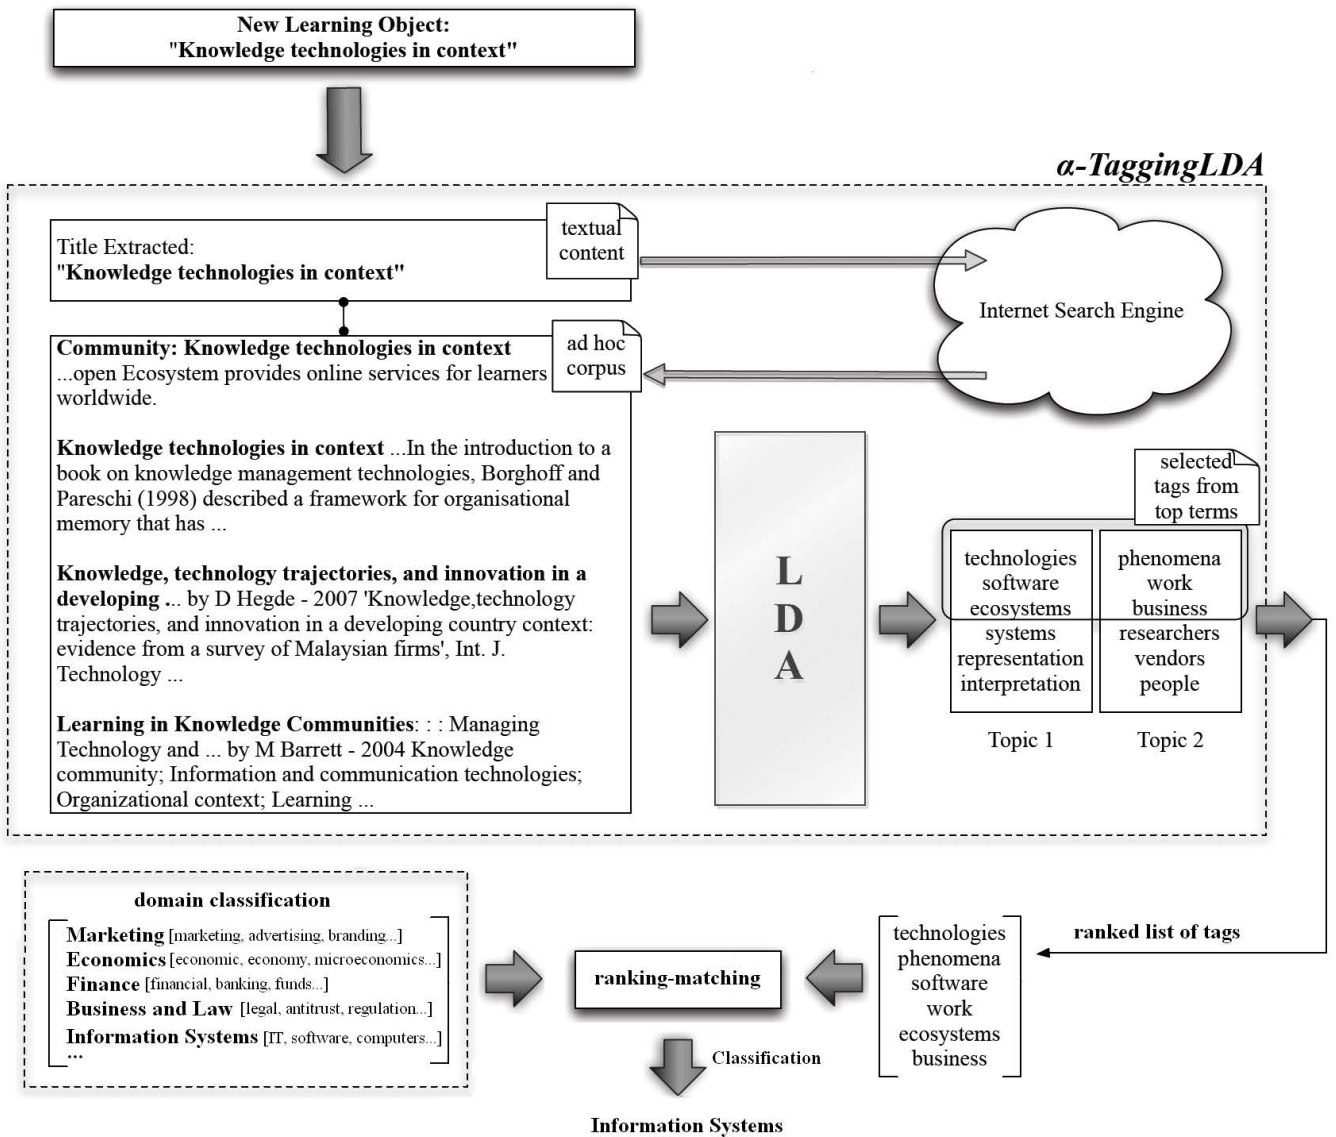 New Learning Object:
"Knowledge technologies in context"
α-TaggingLDA
Title Extracted:
"Knowledge technologies in context"
textual
content
Internet Search Engine
Community: Knowledge technologies in context
...open Ecosystem provides online services for learners
worldwide.
ad hoc
corpus
Knowledge technologies in context ...In the introduction to a
book on knowledge management technologies, Borghoff and
Pareschi (1998) described a framework for organisational
memory that has ...
Knowledge, technology trajectories, and innovation in a
developing ... by D Hegde - 2007 'Knowledge,technology
trajectories, and innovation in a developing country context:
evidence from a survey of Malaysian firms', Int. J.
Technology ...
Learning in Knowledge Communities: : : Managing
Technology and ... by M Barrett - 2004 Knowledge
community; Information and communication technologies;
Organizational context; Learning ...
L
D
A
selected
tags from
top terms
technologies
software
ecosystems
systems
representation
interpretation
Topic 1
phenomena
work
business
researchers
vendors
people
Topic 2
domain classification
Marketing [marketing, advertising, branding...]
Economics [economic, economy, microeconomics...]
Finance [financial, banking, funds...]
Business and Law [legal, antitrust, regulation...]
Information Systems [IT, software, computers...]
...
ranking-matching
technologies
phenomena
software
work
ecosystems
business
ranked list of tags
Classification
Information Systems